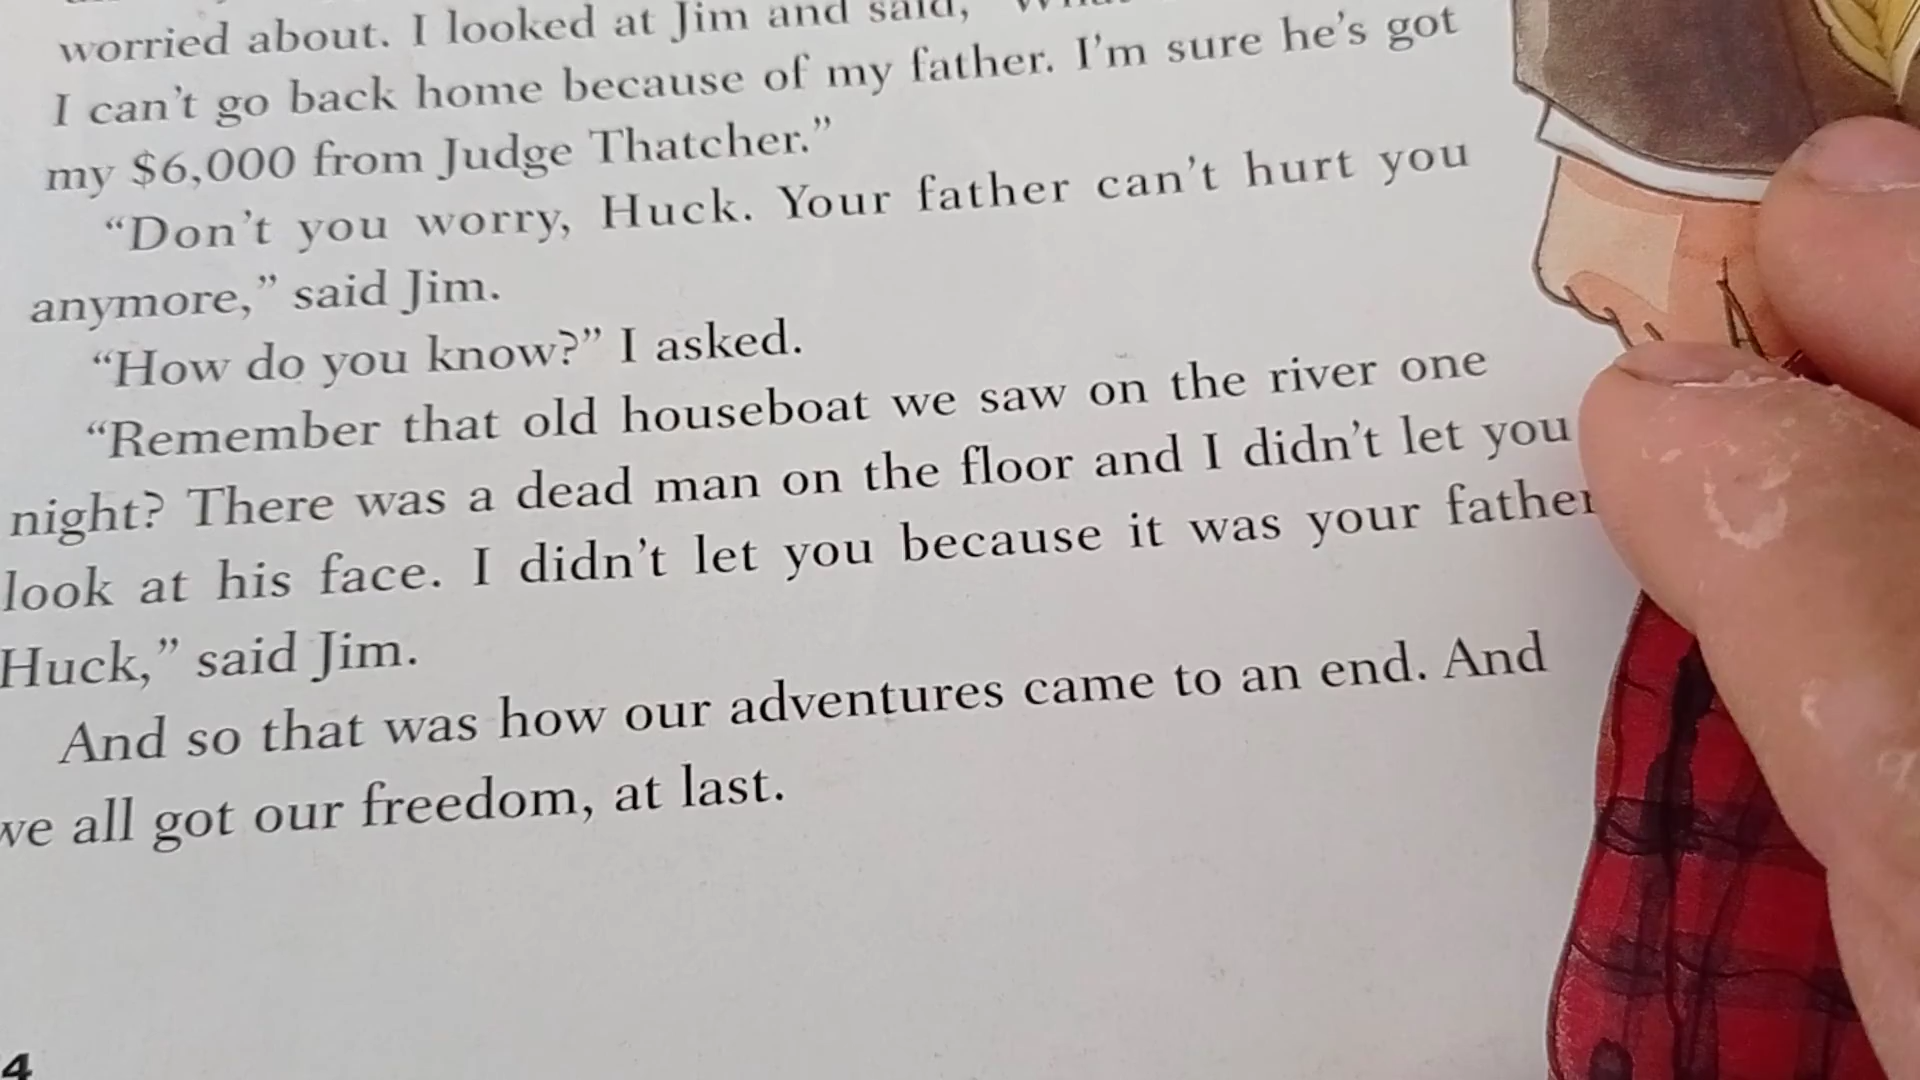 worried about. I looked at Jim and said,
I can't go back home because of my father. I'm sure he's got
my $6,000 from Judge Thatcher."
"Don't you worry, Huck. Your father can't hurt you
anymore," said Jim.
"How do you know?" I asked.
"Remember that old houseboat we saw on the river one
night? There was a dead man on the floor and I didn't let you
look at his face. I didn't let you because it was your father
Huck," said Jim.
And so that was how our adventures came to an end. And
we all got our freedom, at last.
4